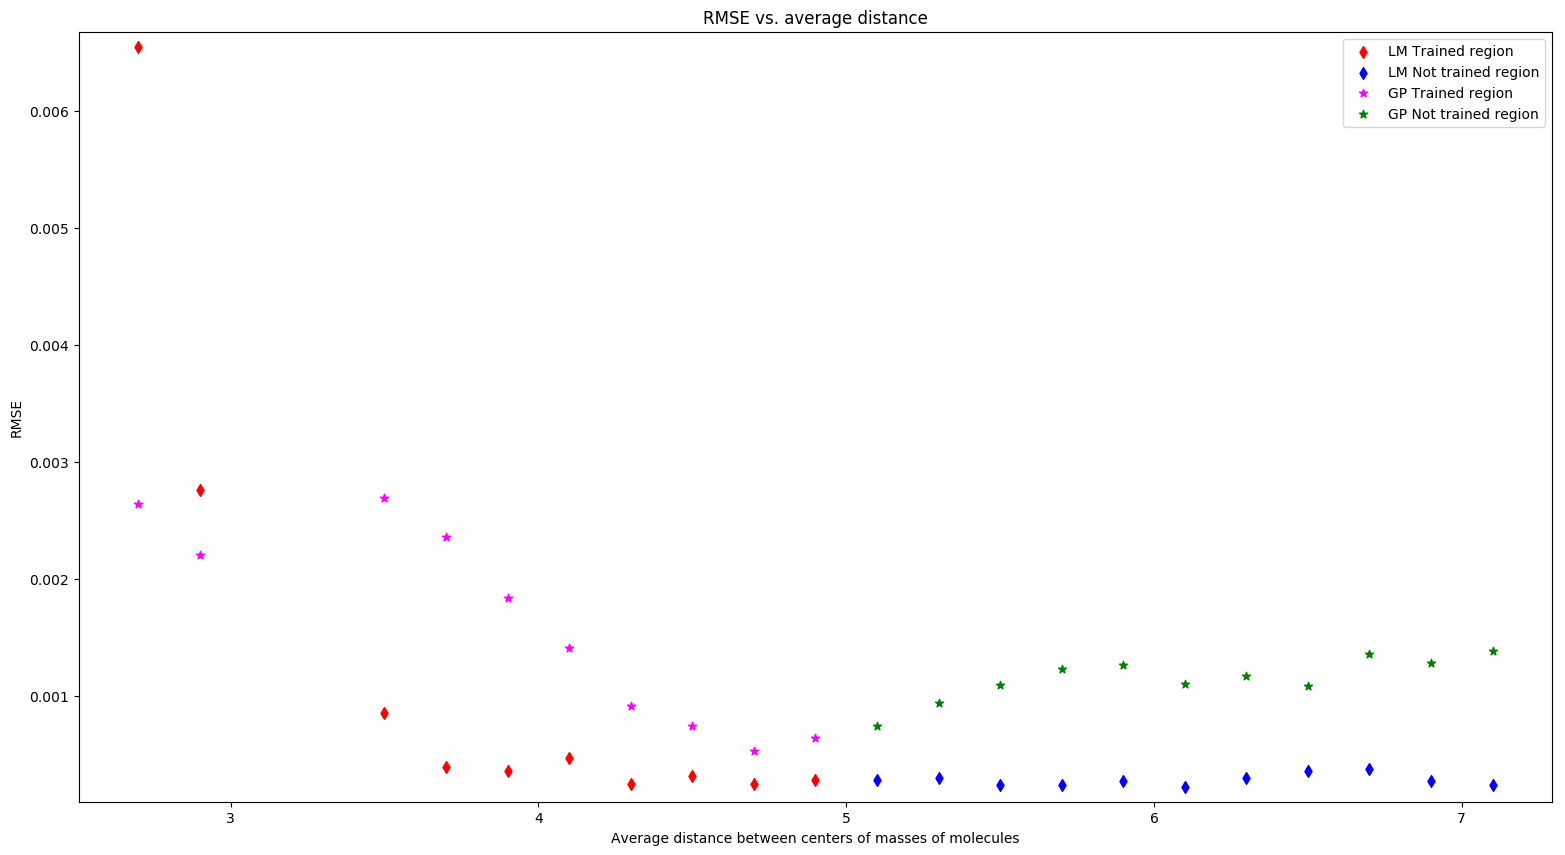 RMSE vs. average distance
LM Trained region
LM Not trained region
GP Trained region
GP Not trained region
0.006
0.005
0.004
0.003
0.002
0.001
RMSE
3
4
5
6
7
Average distance between centers of masses of molecules